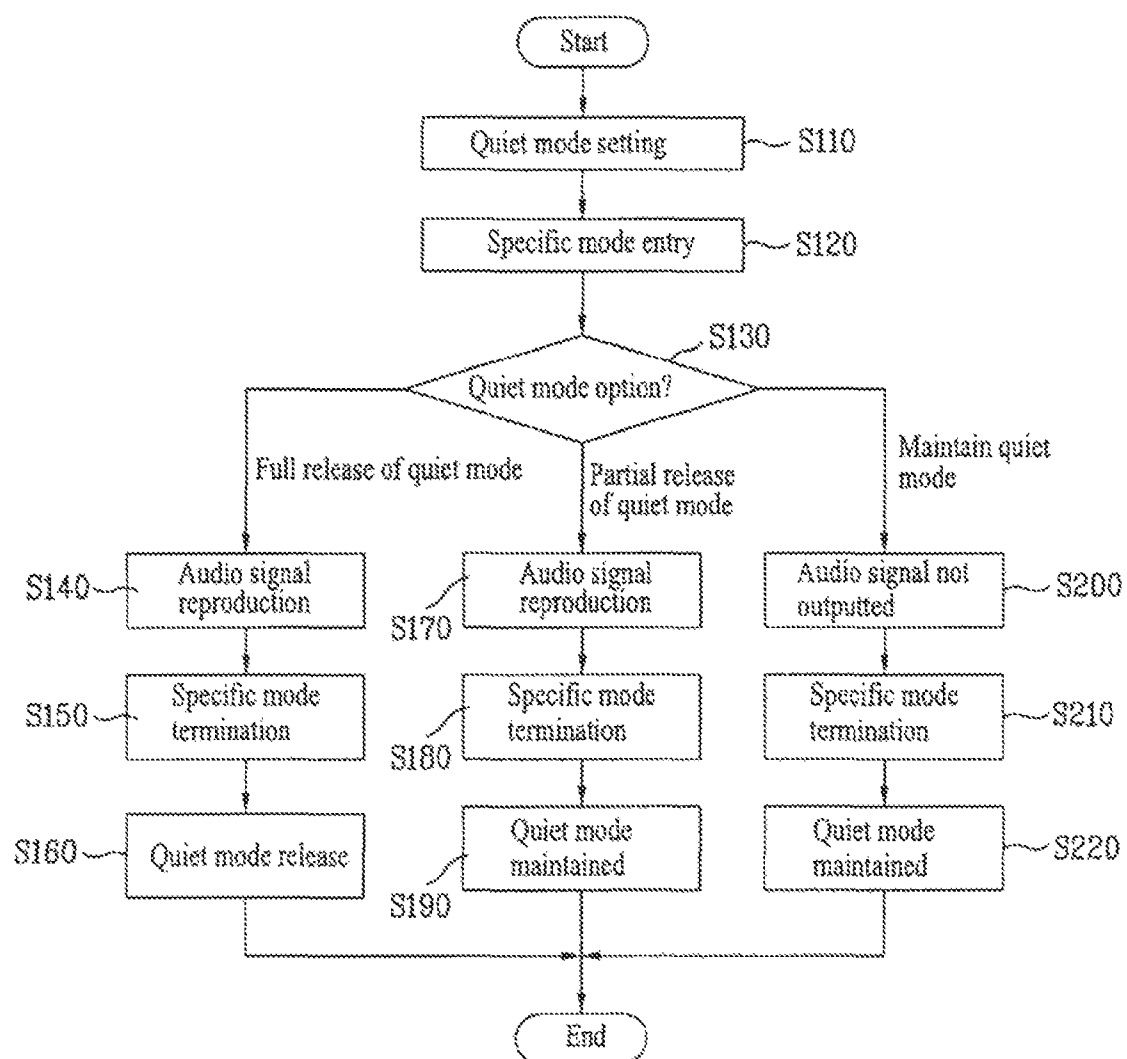 Start
Quiet mode setting
S110
Specific mode entry
S120
S130
Quiet mode option?
Full release of quiet mode
Partial release
of quiet mode
Maintain quiet
mode
S140
Audio signal
reproduction
S170
Audio signal
reproduction
Audio signal not
outputted
S200
S150
Specific mode
termination
S180
Specific mode
termination
Specific mode
termination
S210
S160
Quiet mode release
S190
Quiet mode
maintained
Quiet mode
maintained
S220
End